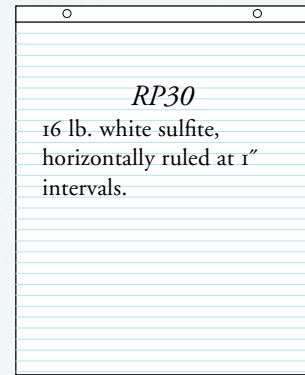 RP30
16 lb. white sulfite,
horizontally ruled at 1″
intervals.